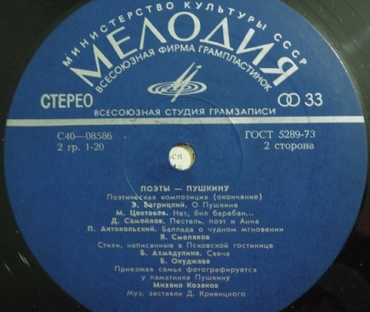 МИНИСТЕРСТВО КУЛЬТУРЫ СССР
МЕЛОДИЯ
ВСЕСОЮЗНАЯ ФИРМА ГРАМПЛАСТИНОК
СТЕРЕО
33
ВСЕСОЮЗНАЯ СТУДИЯ ГРАМЗАПИСИ
С40—08586 ГОСТ 5289-73
2 гр. 1-20 2 сторона
ПОЭТЫ — ПУШКИНУ
Поэтическая композиция (окончание)
Э. Багрицкий. О Пушкине
М. Цветаева. Нет, бил барабан...
Д. Самойлов. Пестель, поэт и Анна
П. Антокольский. Баллада о чудном мгновении
Я. Смеляков
Стихи, написанные в Псковской гостинице
Б. Ахмадулина. Свеча
Б. Окуджава
Приезжая семья фотографируется
у памятника Пушкину
Михаил Козаков
Муз. заставки Д. Кривицкого